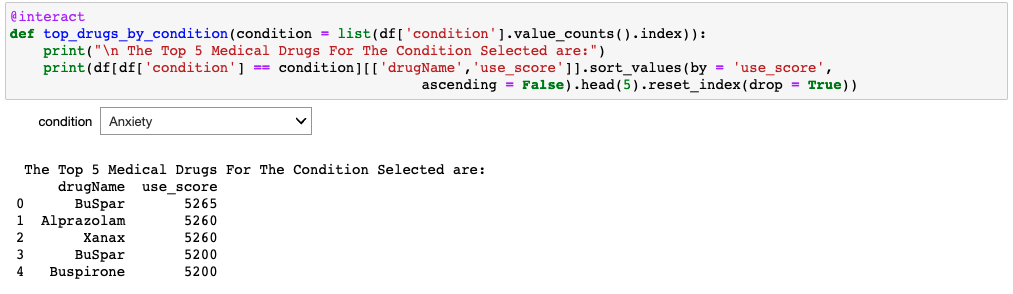 @interact
def top_drugs_by_condition(condition = list(df['condition'].value_counts().index)):
    print("\n The Top 5 Medical Drugs For The Condition Selected are:")
    print(df[df['condition'] == condition][['drugName','use_score']].sort_values(by = 'use_score',
                                                 ascending = False).head(5).reset_index(drop = True))
condition Anxiety
 The Top 5 Medical Drugs For The Condition Selected are:
     drugName  use_score
0      BuSpar       5265
1  Alprazolam       5260
2       Xanax       5260
3      BuSpar       5200
4   Buspirone       5200